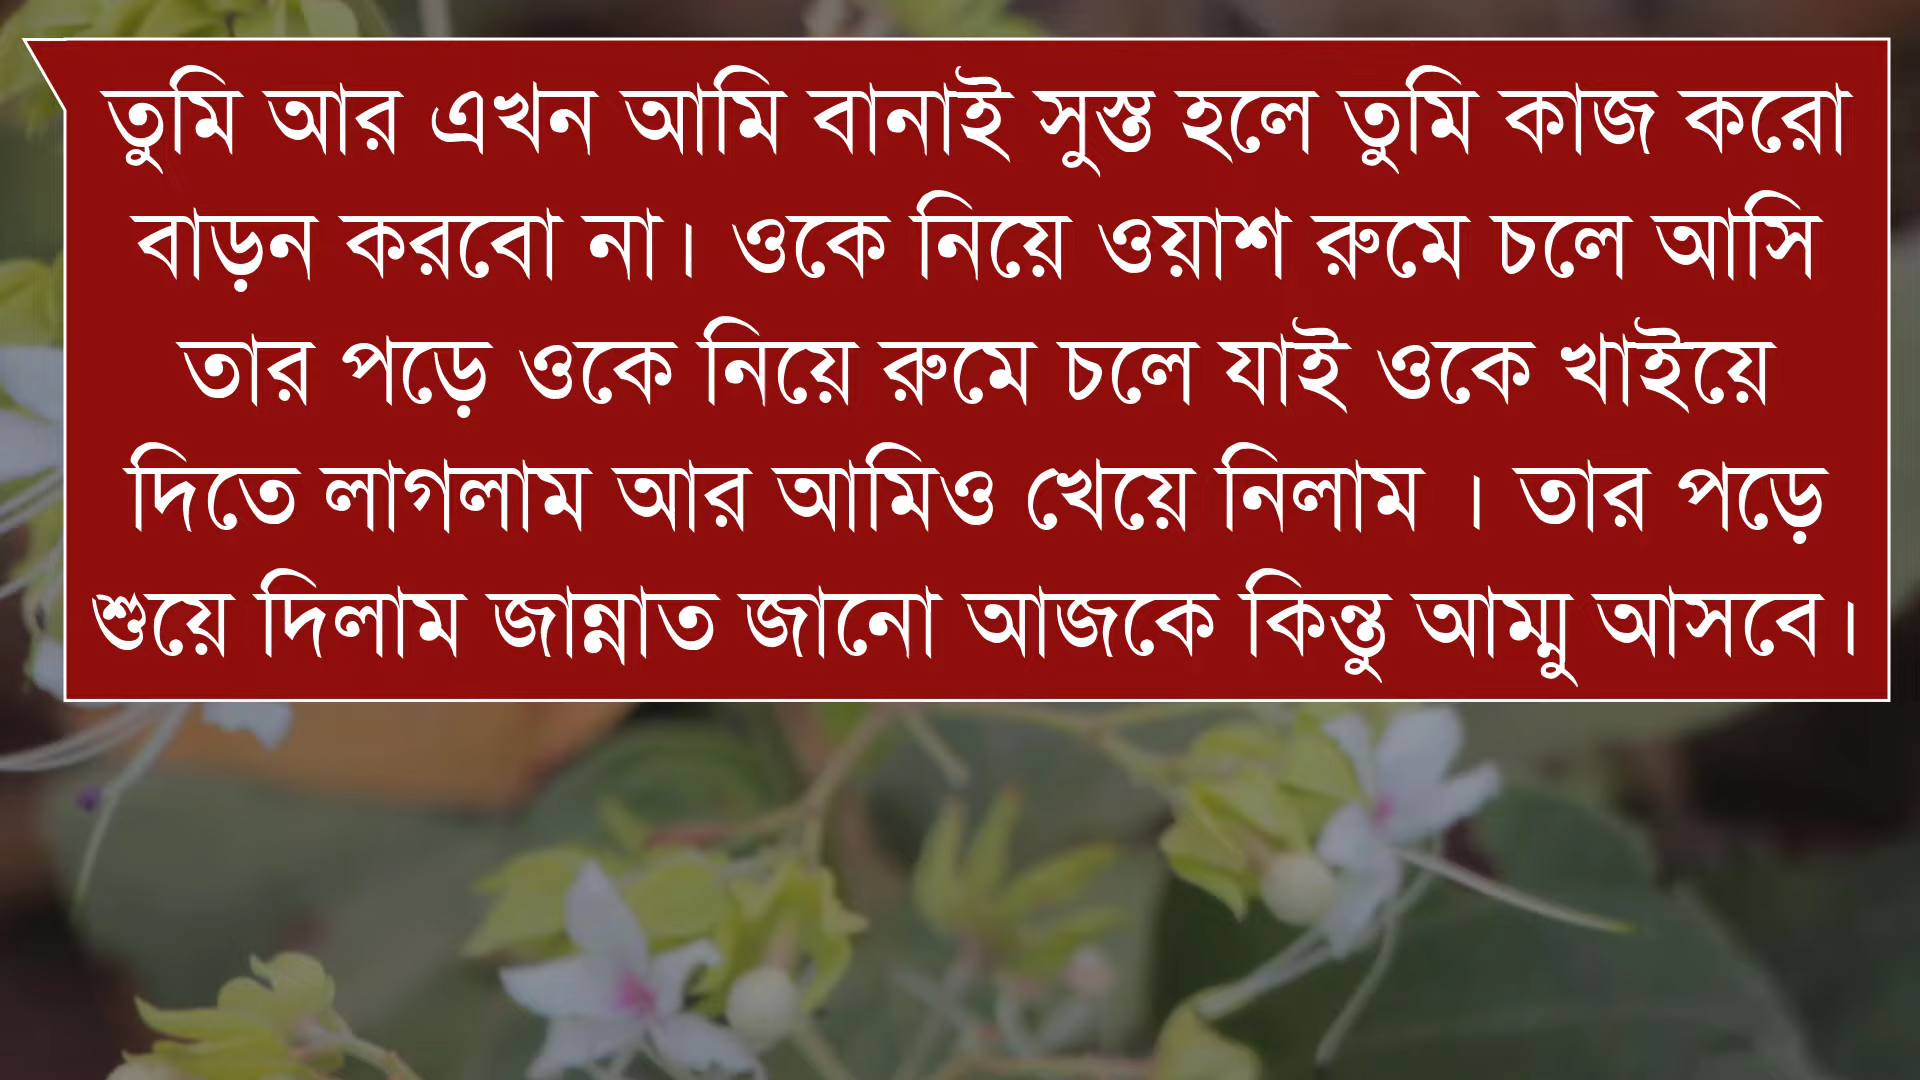 তুমি আর এখন আমি বানাই সুস্ত হলে তুমি কাজ করো
বাড়ন করবো না। ওকে নিয়ে ওয়াশ রুমে চলে আসি
তার পড়ে ওকে নিয়ে রুমে চলে যাই ওকে খাইয়ে
দিতে লাগলাম আর আমিও খেয়ে নিলাম । তার পড়ে
শুয়ে দিলাম জান্নাত জানো আজকে কিন্তু আম্মু আসবে।